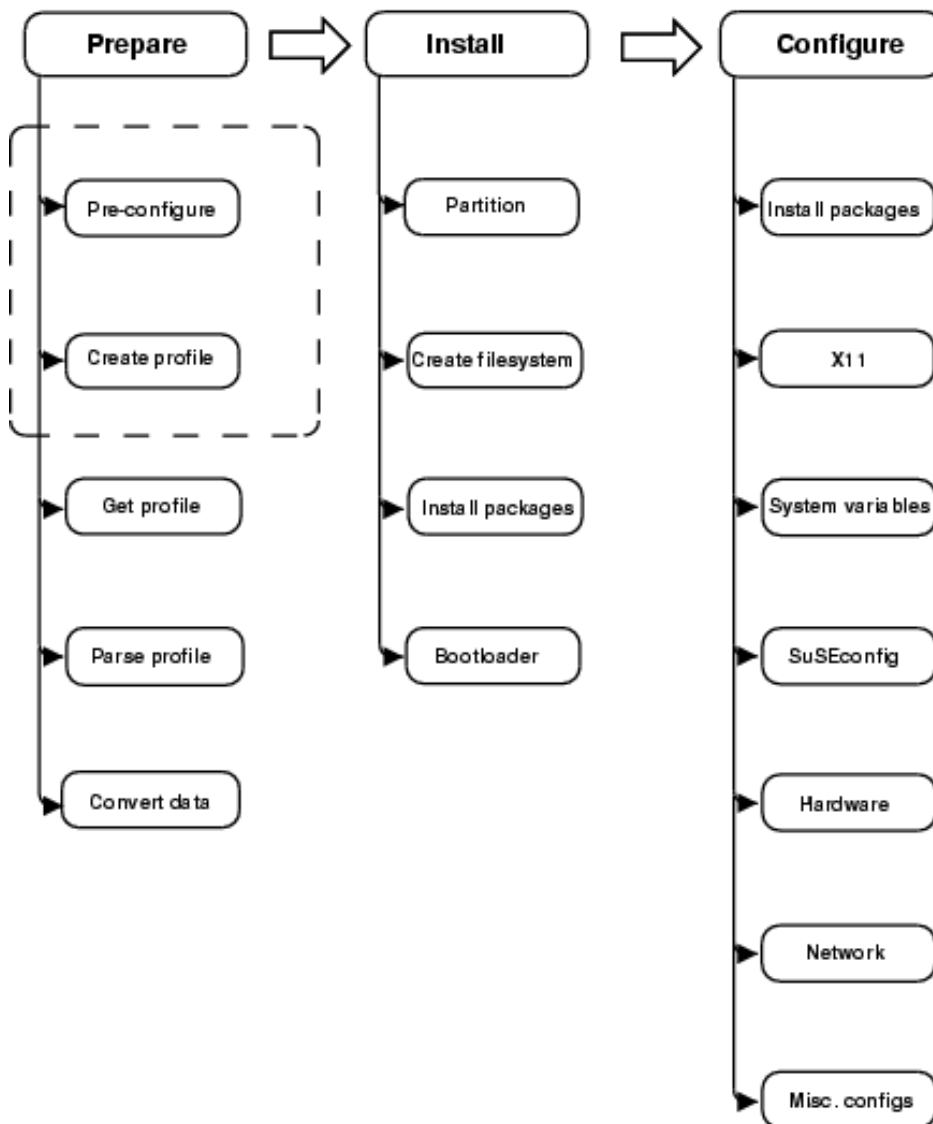 Prepare
Install
Configure
Pre-configure
Create profile
Get profile
Parse profile
Convert data
Partition
Create filesystem
Install packages
Bootloader
Install packages
X11
System variables
SuSEconfig
Hardware
Network
Misc. configs